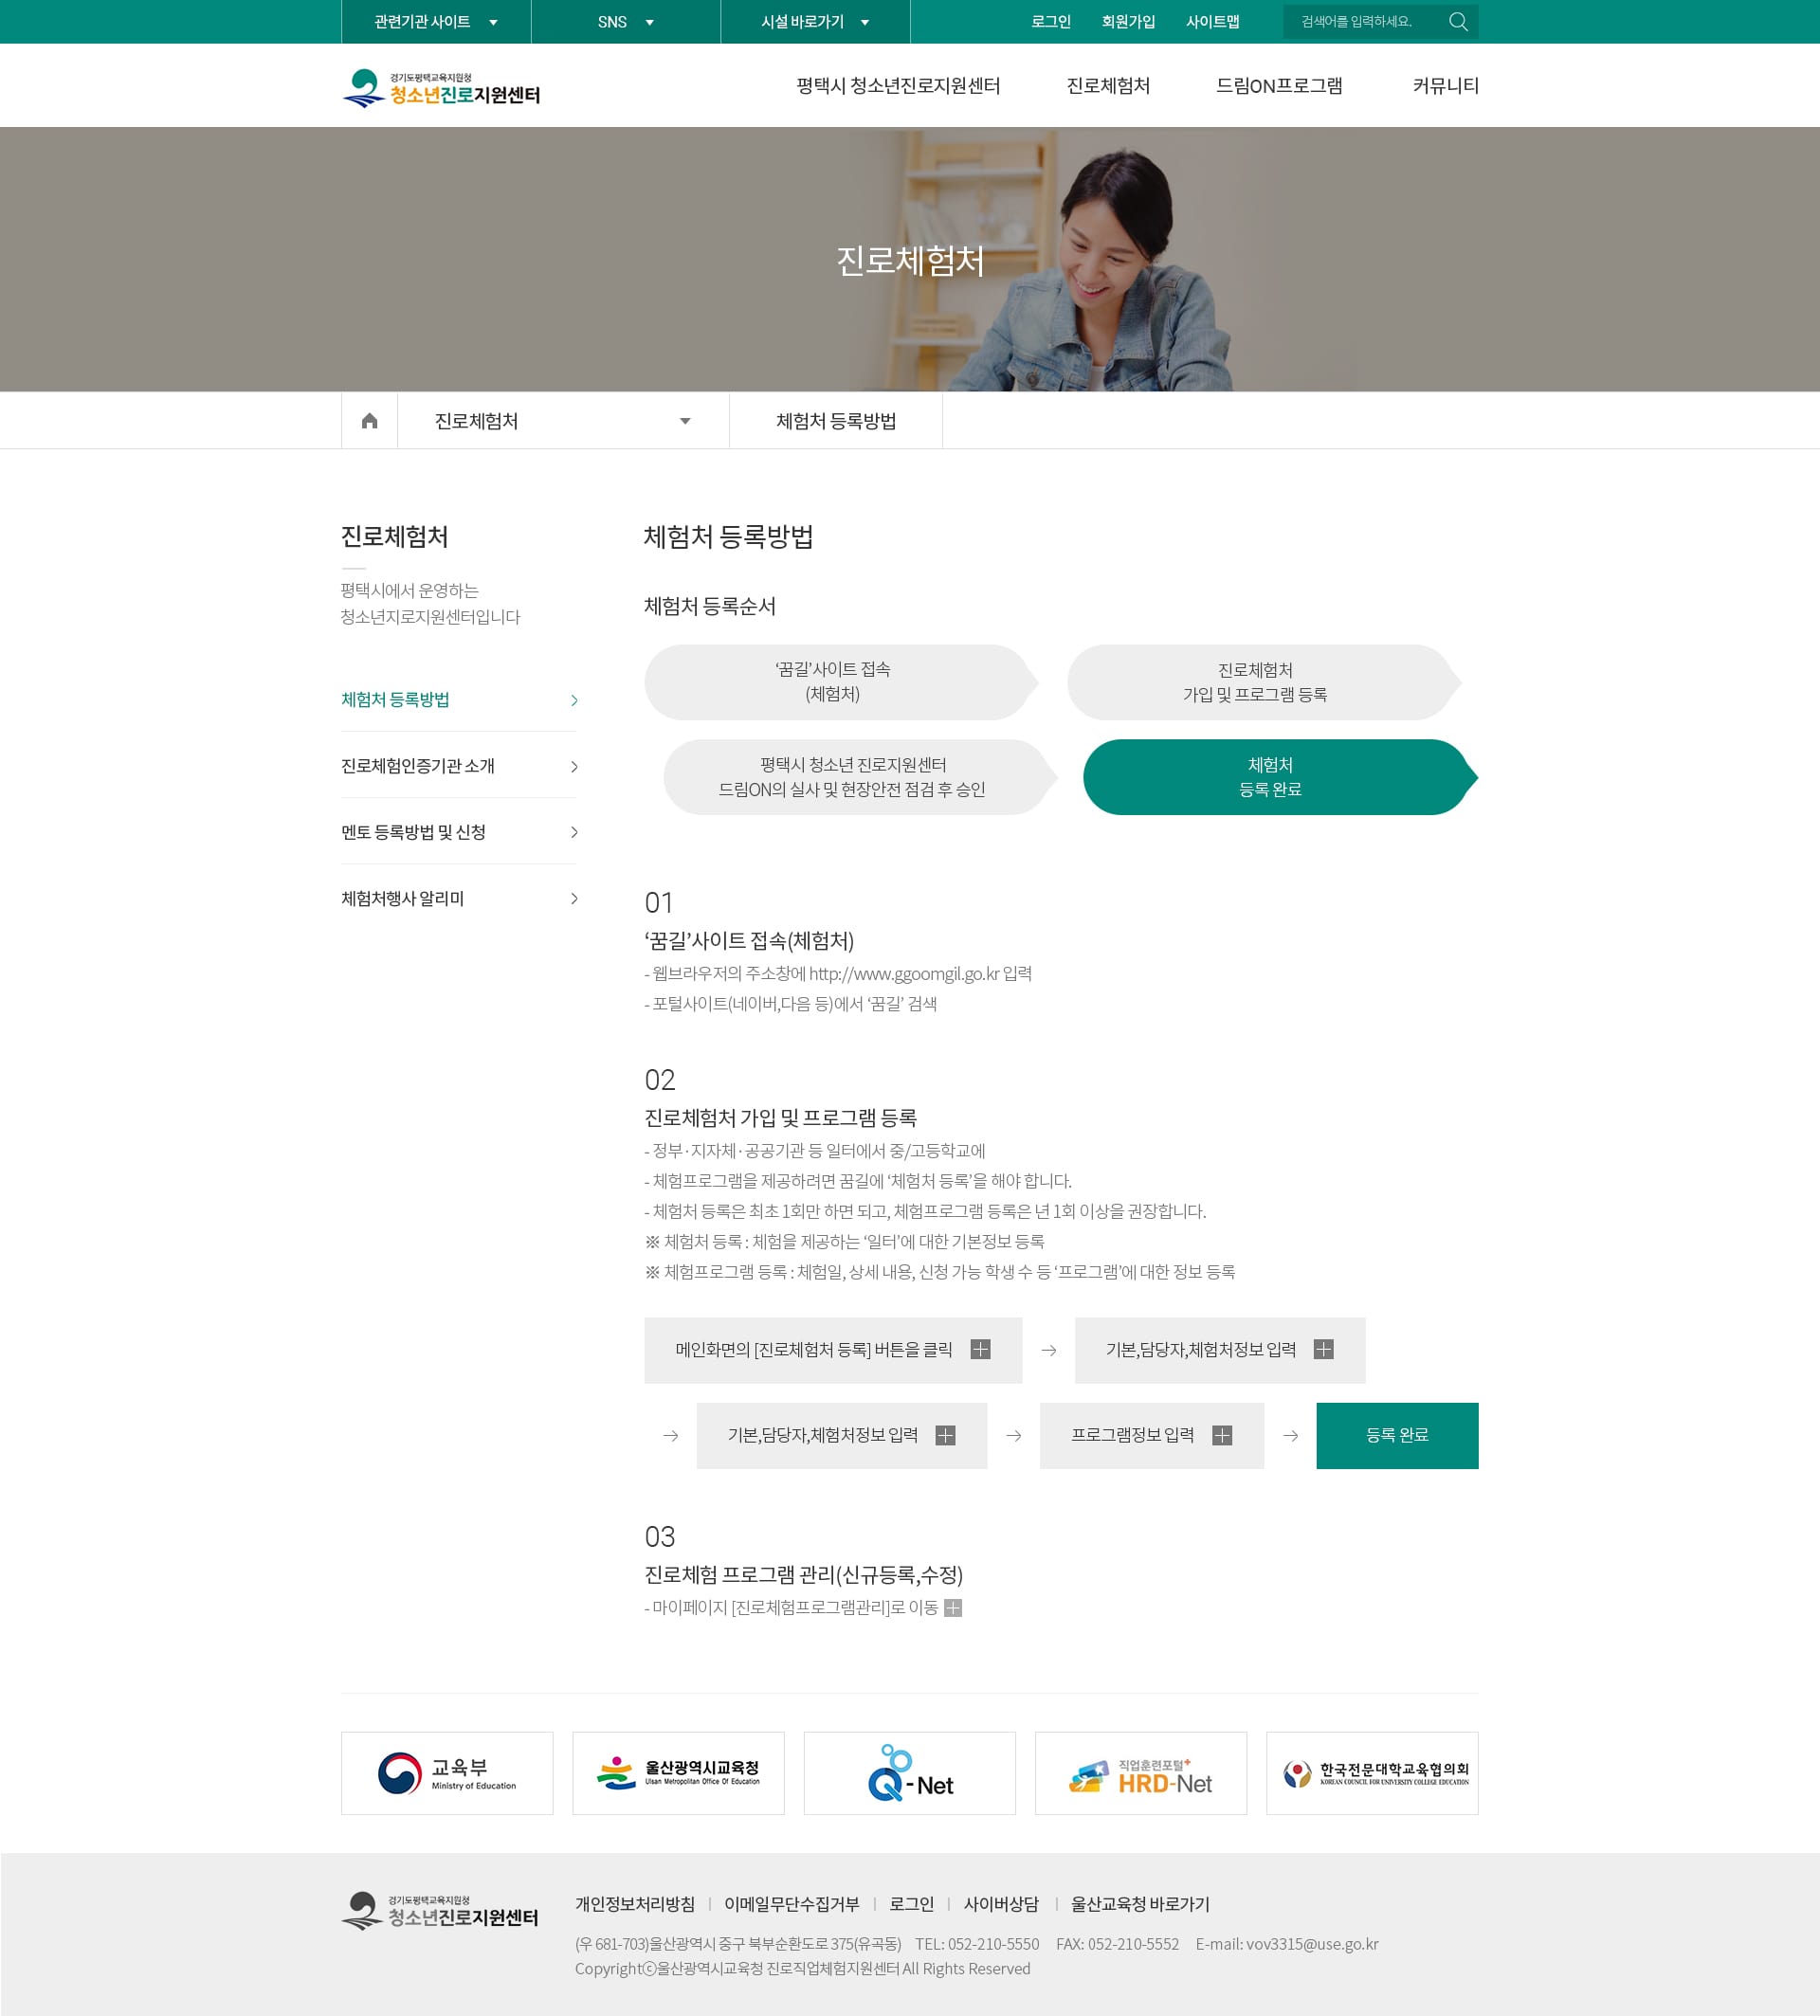 관련기관 사이트
SNS
시설 바로가기
로그인
회원가입
사이트맵
검색어를 입력하세요.
경기도평택교육지원청
청소년진로지원센터
평택시 청소년진로지원센터
진로체험처
드림ON프로그램
커뮤니티
진로체험처
진로체험처
체험처 등록방법
진로체험처
평택시에서 운영하는
청소년지로지원센터입니다
체험처 등록방법
진로체험인증기관 소개
멘토 등록방법 및 신청
체험처행사 알리미
체험처 등록방법
체험처 등록순서
‘꿈길’사이트 접속
(체험처)
진로체험처
가입 및 프로그램 등록
평택시 청소년 진로지원센터
드림ON의 실사 및 현장안전 점검 후 승인
체험처
등록 완료
01
‘꿈길’사이트 접속(체험처)
- 웹브라우저의 주소창에 http://www.ggoomgil.go.kr 입력
- 포털사이트(네이버,다음 등)에서 ‘꿈길’ 검색
02
진로체험처 가입 및 프로그램 등록
- 정부·지자체·공공기관 등 일터에서 중/고등학교에
- 체험프로그램을 제공하려면 꿈길에 ‘체험처 등록’을 해야 합니다.
- 체험처 등록은 최초 1회만 하면 되고, 체험프로그램 등록은 년 1회 이상을 권장합니다.
※ 체험처 등록 : 체험을 제공하는 ‘일터’에 대한 기본정보 등록
※ 체험프로그램 등록 : 체험일, 상세 내용, 신청 가능 학생 수 등 ‘프로그램’에 대한 정보 등록
메인화면의 [진로체험처 등록] 버튼을 클릭
→
기본,담당자,체험처정보 입력
→
기본,담당자,체험처정보 입력
→
프로그램정보 입력
→
등록 완료
03
진로체험 프로그램 관리(신규등록,수정)
- 마이페이지 [진로체험프로그램관리]로 이동
교육부
Ministry of Education
울산광역시교육청
Ulsan Metropolitan Office Of Education
Q-Net
직업훈련포털+
HRD-Net
한국전문대학교육협의회
KOREAN COUNCIL FOR UNIVERSITY COLLEGE EDUCATION
경기도평택교육지원청
청소년진로지원센터
개인정보처리방침 | 이메일무단수집거부 | 로그인 | 사이버상담 | 울산교육청 바로가기
(우 681-703)울산광역시 중구 북부순환도로 375(유곡동) TEL: 052-210-5550 FAX: 052-210-5552 E-mail: vov3315@use.go.kr
Copyrightⓒ울산광역시교육청 진로직업체험지원센터 All Rights Reserved